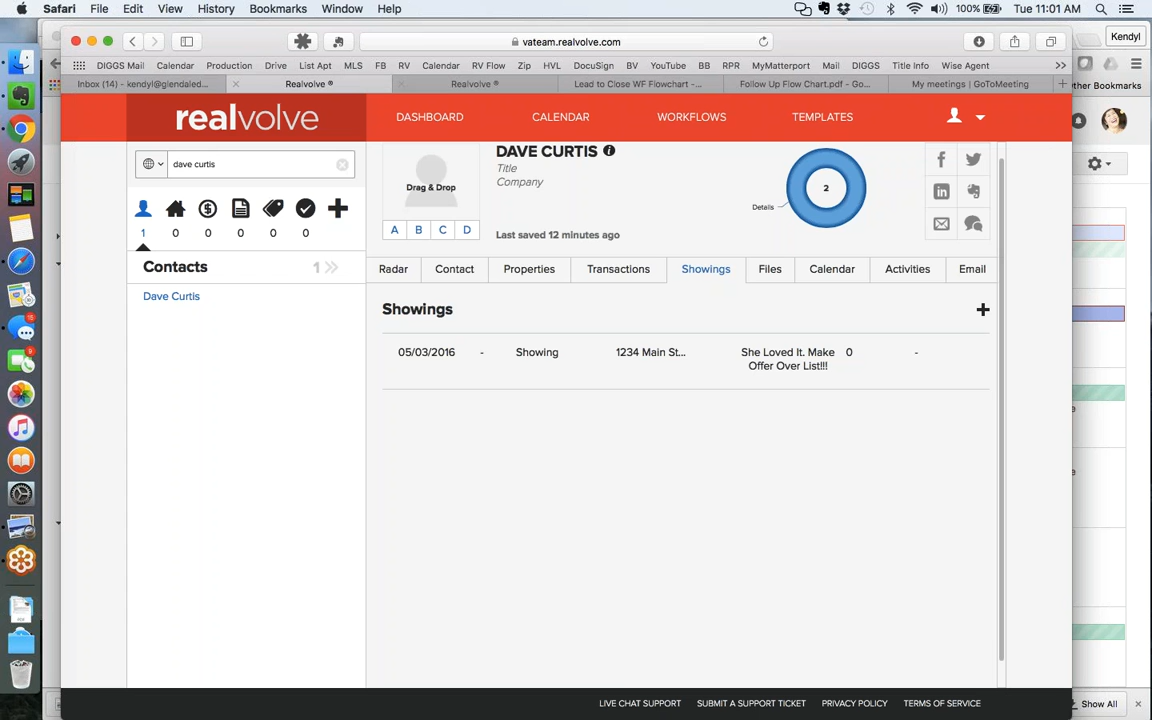 Safari File Edit View History Bookmarks Window Help 100% Tue 11:01 AM
vateam.realvolve.com
Kendyl
DIGGS Mail Calendar Production Drive List Apt MLS FB RV Calendar RV Flow Zip HVL DocuSign BV YouTube BB RPR MyMatterport Mail DIGGS Title Info Wise Agent >>
Inbox (14) - kendyl@glendaled... Realvolve ® Realvolve ® Lead to Close WF Flowchart -... Follow Up Flow Chart.pdf - Go... My meetings | GoToMeeting
ther Bookmarks
realvolve
DASHBOARD CALENDAR WORKFLOWS TEMPLATES
dave curtis
1 0 0 0 0 0
Contacts 1
Dave Curtis
Drag & Drop
A B C D
DAVE CURTIS
Title
Company
Last saved 12 minutes ago
2
Details
Radar Contact Properties Transactions Showings Files Calendar Activities Email
Showings
05/03/2016 - Showing 1234 Main St... She Loved It. Make 0 -
Offer Over List!!!
LIVE CHAT SUPPORT SUBMIT A SUPPORT TICKET PRIVACY POLICY TERMS OF SERVICE
Show All